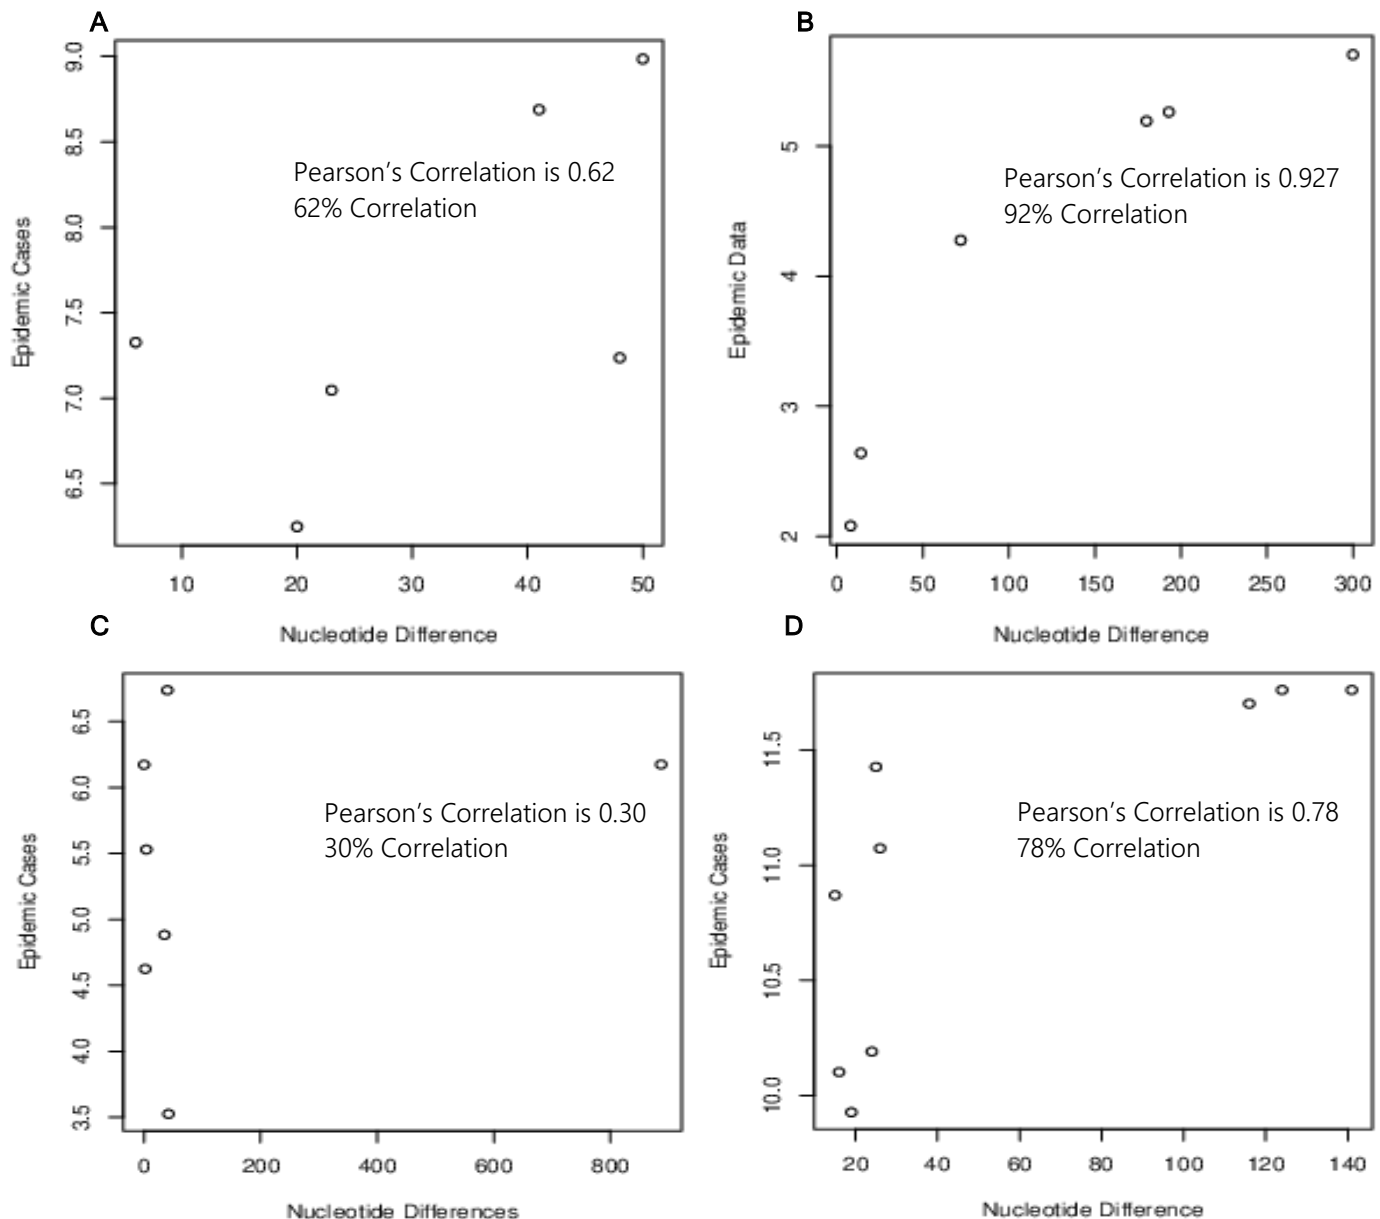 A
9.0
8.5
8.0
7.5
7.0
6.5
Epidemic Cases
Pearson's Correlation is 0.62
62% Correlation
10 20 30 40 50
Nucleotide Difference
B
5
4
3
2
Epidemic Data
Pearson's Correlation is 0.927
92% Correlation
0 50 100 150 200 250 300
Nucleotide Difference
C
6.5
6.0
5.5
5.0
4.5
4.0
3.5
Epidemic Cases
Pearson's Correlation is 0.30
30% Correlation
0 200 400 600 800
Nucleotide Differences
D
11.5
11.0
10.5
10.0
Epidemic Cases
Pearson's Correlation is 0.78
78% Correlation
20 40 60 80 100 120 140
Nucleotide Difference